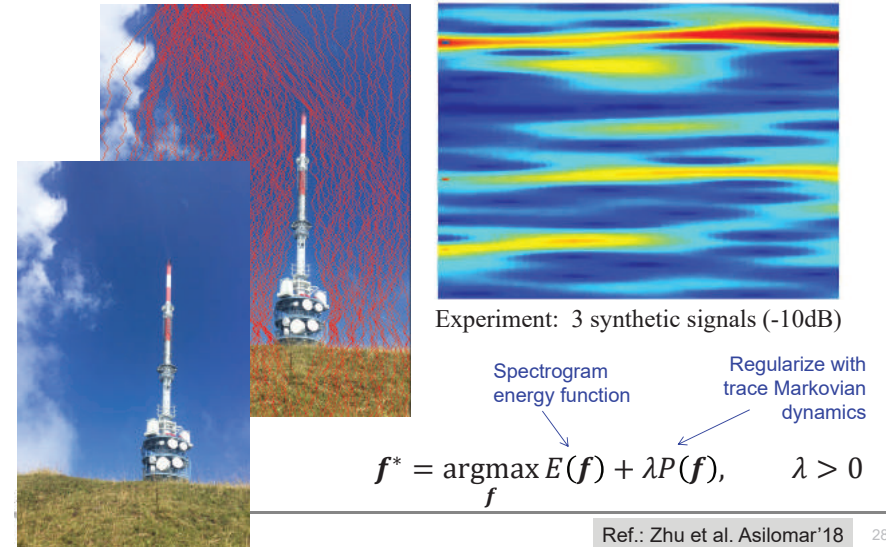 Experiment: 3 synthetic signals (-10dB)
Spectrogram
energy function
Regularize with
trace Markovian
dynamics
𝒇* = argmax E(𝒇) + λP(𝒇), λ > 0
𝒇
Ref.: Zhu et al. Asilomar'18
28